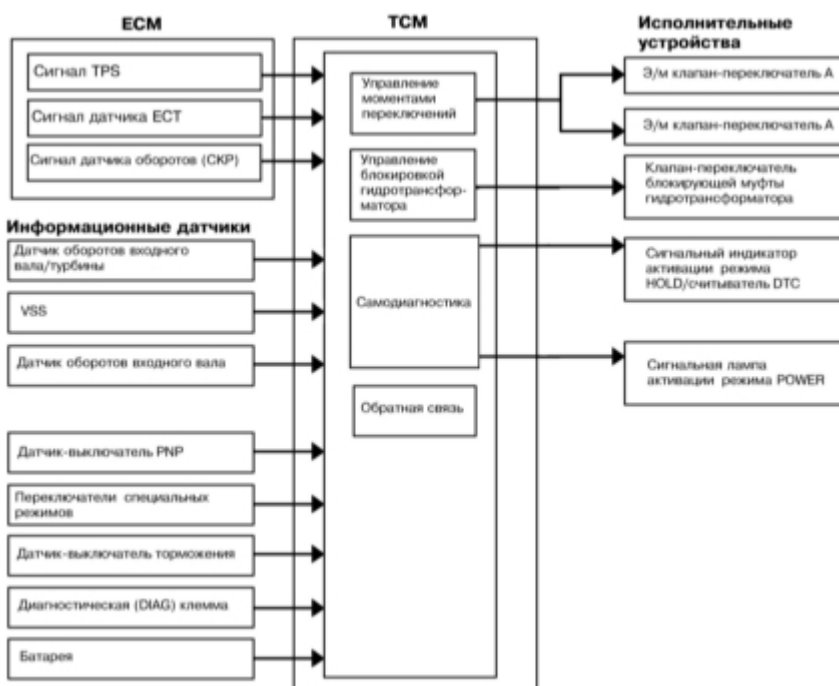 ECM
Сигнал TPS
Сигнал датчика ECT
Сигнал датчика оборотов (CKP)
Информационные датчики
Датчик оборотов входного
вала/турбины
VSS
Датчик оборотов входного вала
Датчик-выключатель PNP
Переключатели специальных
режимов
Датчик-выключатель торможения
Диагностическая (DIAG) клемма
Батарея
TCM
Управление
моментами
переключений
Управление
блокировкой
гидротрансфор-
матора
Самодиагностика
Обратная связь
Исполнительные
устройства
Э/м клапан-переключатель А
Э/м клапан-переключатель А
Клапан-переключатель
блокирующей муфты
гидротрансформатора
Сигнальный индикатор
активации режима
HOLD/считыватель DTC
Сигнальная лампа
активации режима POWER